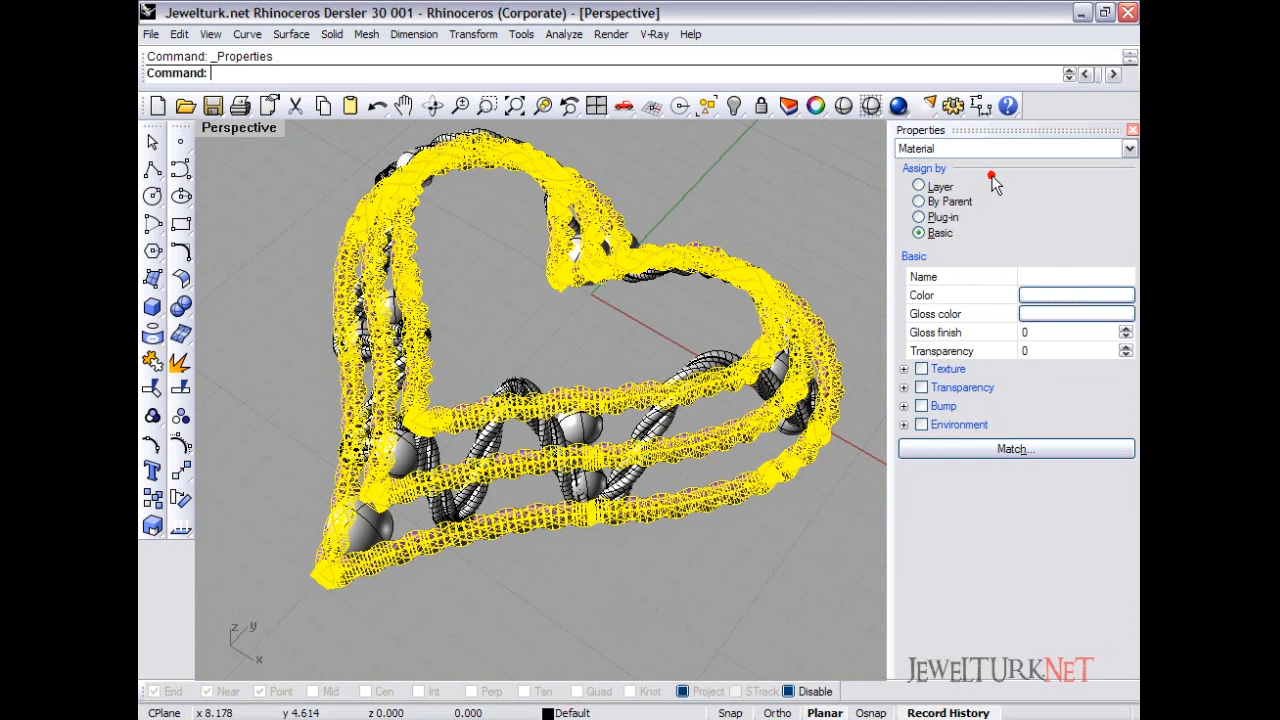 Jewelturk.net Rhinoceros Dersler 30 001 - Rhinoceros (Corporate) - [Perspective]
File Edit View Curve Surface Solid Mesh Dimension Transform Tools Analyze Render V-Ray Help
Command: _Properties
Command:
Perspective
Properties
Material
Assign by
Layer
By Parent
Plug-in
Basic
Basic
Name
Color
Gloss color
Gloss finish 0
Transparency 0
Texture
Transparency
Bump
Environment
Match...
z y
x
JEWELTURKNET
End Near Point Mid Cen Int Perp Tan Quad Knot Project STrack Disable
CPlane x 8.178 y 4.614 z 0.000 0.000 Default Snap Ortho Planar Osnap Record History